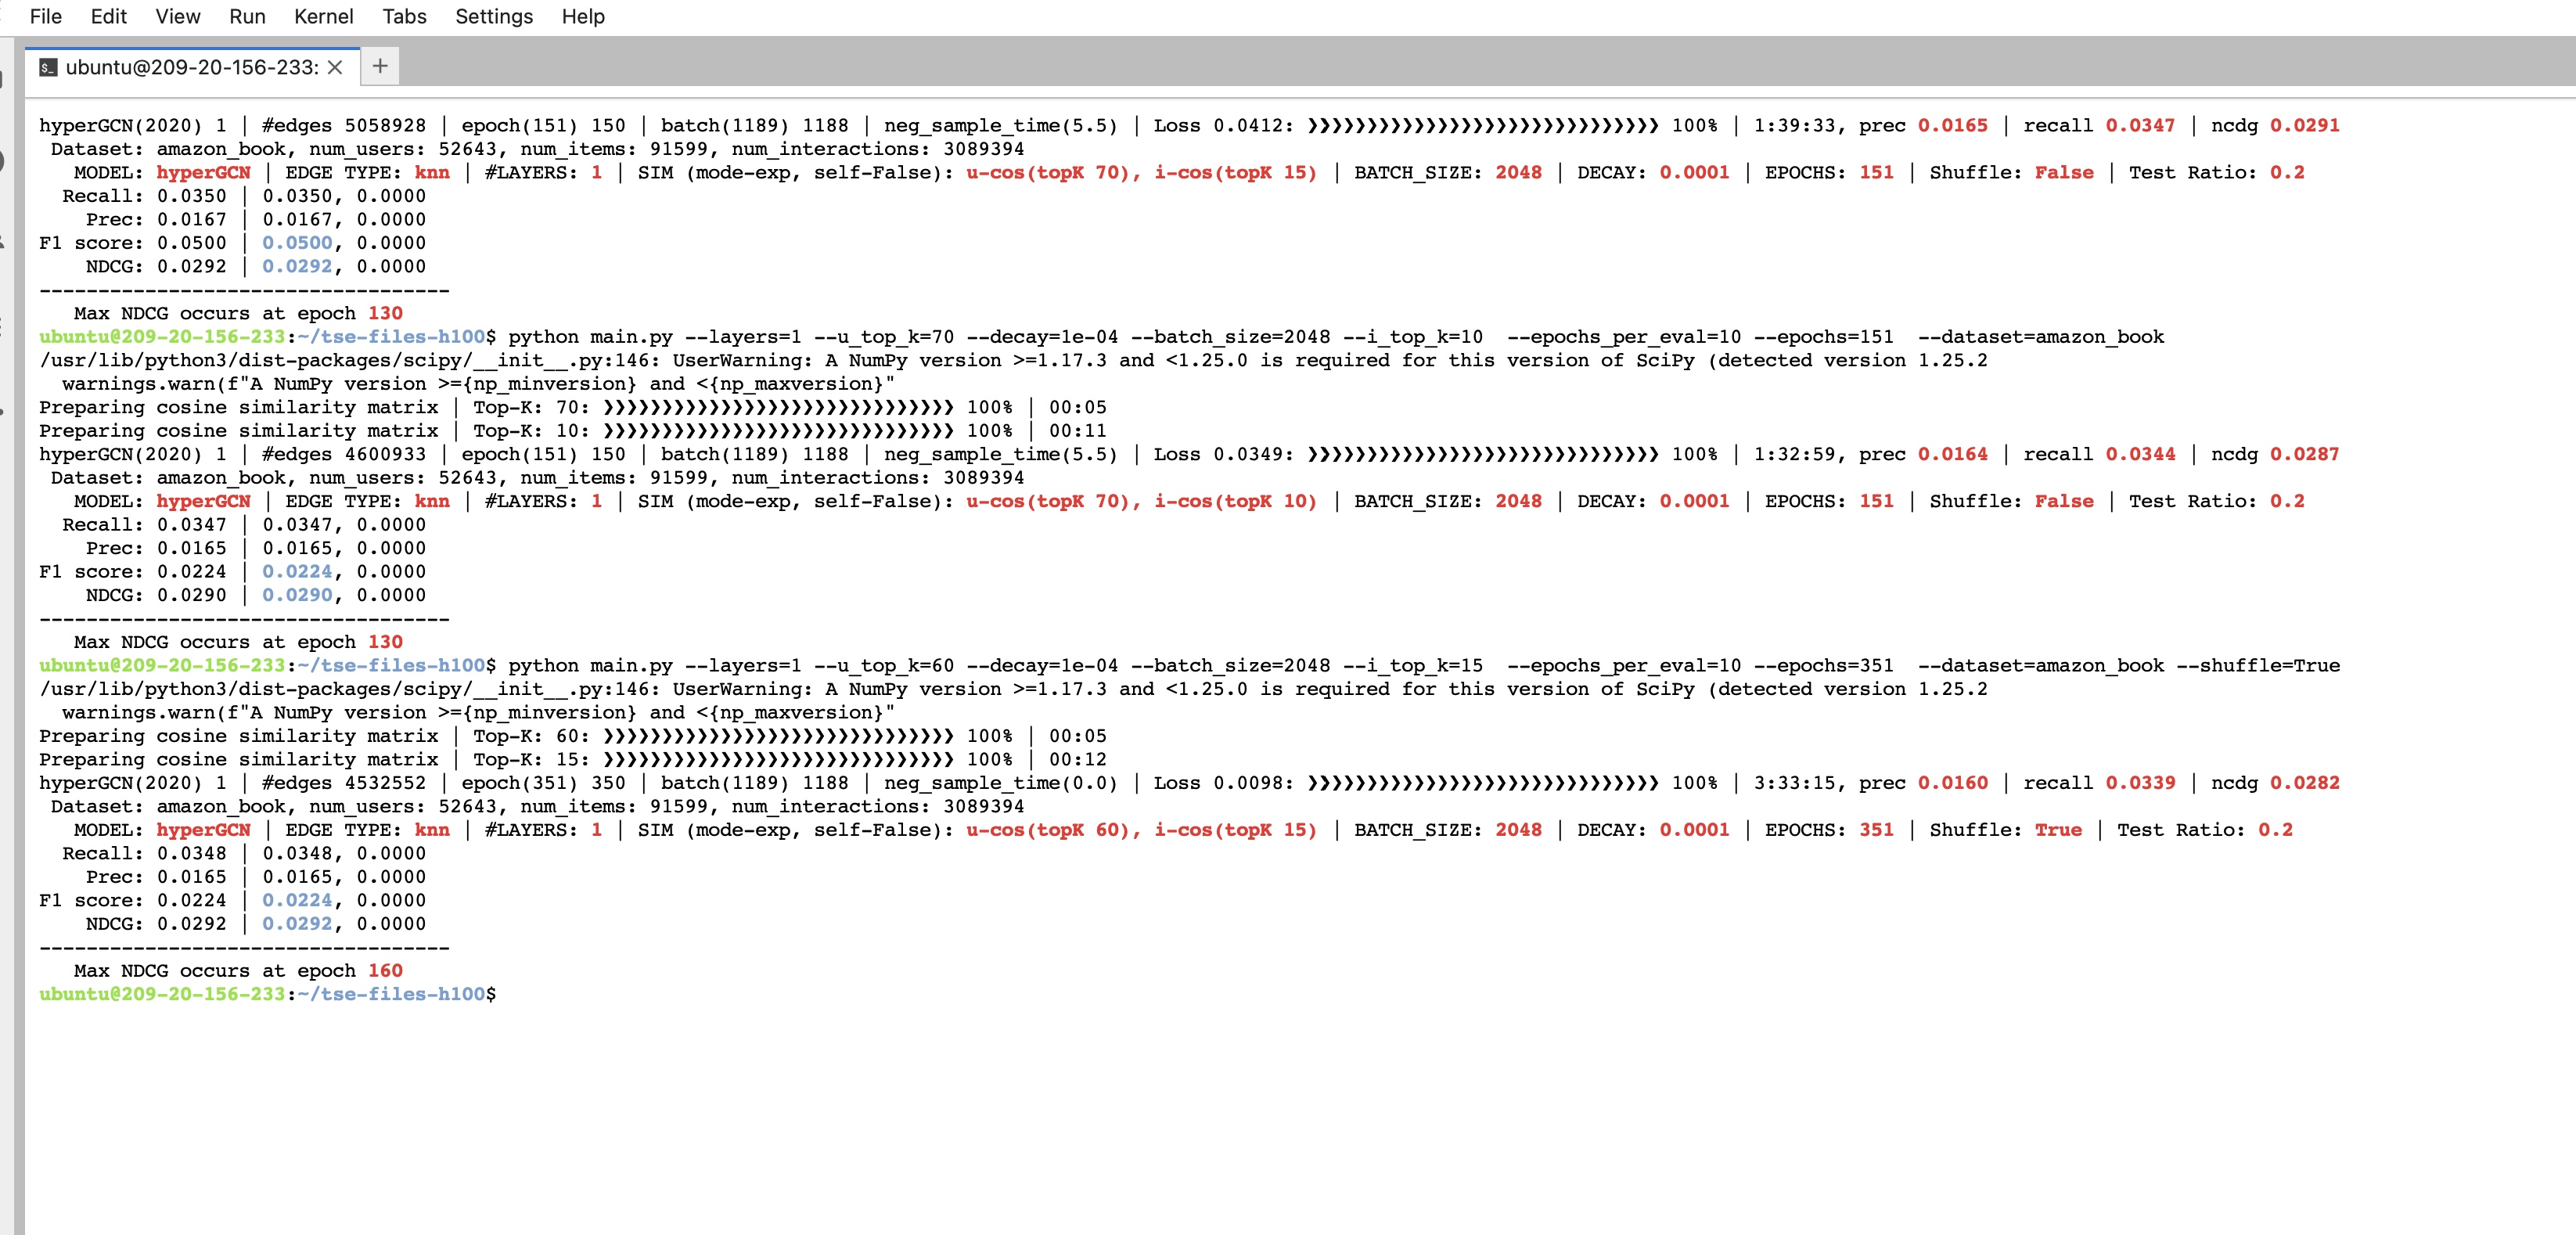 File Edit View Run Kernel Tabs Settings Help
ubuntu@209-20-156-233: × +
hyperGCN(2020) 1 | #edges 5058928 | epoch(151) 150 | batch(1189) 1188 | neg_sample_time(5.5) | Loss 0.0412: ❯❯❯❯❯❯❯❯❯❯❯❯❯❯❯❯❯❯❯❯❯❯❯❯❯❯❯❯❯❯ 100% | 1:39:33, prec 0.0165 | recall 0.0347 | ncdg 0.0291
Dataset: amazon_book, num_users: 52643, num_items: 91599, num_interactions: 3089394
MODEL: hyperGCN | EDGE TYPE: knn | #LAYERS: 1 | SIM (mode-exp, self-False): u-cos(topK 70), i-cos(topK 15) | BATCH_SIZE: 2048 | DECAY: 0.0001 | EPOCHS: 151 | Shuffle: False | Test Ratio: 0.2
Recall: 0.0350 | 0.0350, 0.0000
Prec: 0.0167 | 0.0167, 0.0000
F1 score: 0.0500 | 0.0500, 0.0000
NDCG: 0.0292 | 0.0292, 0.0000
-----------------------------------
Max NDCG occurs at epoch 130
ubuntu@209-20-156-233:~/tse-files-h100$ python main.py --layers=1 --u_top_k=70 --decay=1e-04 --batch_size=2048 --i_top_k=10  --epochs_per_eval=10 --epochs=151  --dataset=amazon_book
/usr/lib/python3/dist-packages/scipy/__init__.py:146: UserWarning: A NumPy version >=1.17.3 and <1.25.0 is required for this version of SciPy (detected version 1.25.2
warnings.warn(f"A NumPy version >={np_minversion} and <{np_maxversion}"
Preparing cosine similarity matrix | Top-K: 70: ❯❯❯❯❯❯❯❯❯❯❯❯❯❯❯❯❯❯❯❯❯❯❯❯❯❯❯❯❯❯ 100% | 00:05
Preparing cosine similarity matrix | Top-K: 10: ❯❯❯❯❯❯❯❯❯❯❯❯❯❯❯❯❯❯❯❯❯❯❯❯❯❯❯❯❯❯ 100% | 00:11
hyperGCN(2020) 1 | #edges 4600933 | epoch(151) 150 | batch(1189) 1188 | neg_sample_time(5.5) | Loss 0.0349: ❯❯❯❯❯❯❯❯❯❯❯❯❯❯❯❯❯❯❯❯❯❯❯❯❯❯❯❯❯❯ 100% | 1:32:59, prec 0.0164 | recall 0.0344 | ncdg 0.0287
Dataset: amazon_book, num_users: 52643, num_items: 91599, num_interactions: 3089394
MODEL: hyperGCN | EDGE TYPE: knn | #LAYERS: 1 | SIM (mode-exp, self-False): u-cos(topK 70), i-cos(topK 10) | BATCH_SIZE: 2048 | DECAY: 0.0001 | EPOCHS: 151 | Shuffle: False | Test Ratio: 0.2
Recall: 0.0347 | 0.0347, 0.0000
Prec: 0.0165 | 0.0165, 0.0000
F1 score: 0.0224 | 0.0224, 0.0000
NDCG: 0.0290 | 0.0290, 0.0000
-----------------------------------
Max NDCG occurs at epoch 130
ubuntu@209-20-156-233:~/tse-files-h100$ python main.py --layers=1 --u_top_k=60 --decay=1e-04 --batch_size=2048 --i_top_k=15  --epochs_per_eval=10 --epochs=351  --dataset=amazon_book --shuffle=True
/usr/lib/python3/dist-packages/scipy/__init__.py:146: UserWarning: A NumPy version >=1.17.3 and <1.25.0 is required for this version of SciPy (detected version 1.25.2
warnings.warn(f"A NumPy version >={np_minversion} and <{np_maxversion}"
Preparing cosine similarity matrix | Top-K: 60: ❯❯❯❯❯❯❯❯❯❯❯❯❯❯❯❯❯❯❯❯❯❯❯❯❯❯❯❯❯❯ 100% | 00:05
Preparing cosine similarity matrix | Top-K: 15: ❯❯❯❯❯❯❯❯❯❯❯❯❯❯❯❯❯❯❯❯❯❯❯❯❯❯❯❯❯❯ 100% | 00:12
hyperGCN(2020) 1 | #edges 4532552 | epoch(351) 350 | batch(1189) 1188 | neg_sample_time(0.0) | Loss 0.0098: ❯❯❯❯❯❯❯❯❯❯❯❯❯❯❯❯❯❯❯❯❯❯❯❯❯❯❯❯❯❯ 100% | 3:33:15, prec 0.0160 | recall 0.0339 | ncdg 0.0282
Dataset: amazon_book, num_users: 52643, num_items: 91599, num_interactions: 3089394
MODEL: hyperGCN | EDGE TYPE: knn | #LAYERS: 1 | SIM (mode-exp, self-False): u-cos(topK 60), i-cos(topK 15) | BATCH_SIZE: 2048 | DECAY: 0.0001 | EPOCHS: 351 | Shuffle: True | Test Ratio: 0.2
Recall: 0.0348 | 0.0348, 0.0000
Prec: 0.0165 | 0.0165, 0.0000
F1 score: 0.0224 | 0.0224, 0.0000
NDCG: 0.0292 | 0.0292, 0.0000
-----------------------------------
Max NDCG occurs at epoch 160
ubuntu@209-20-156-233:~/tse-files-h100$